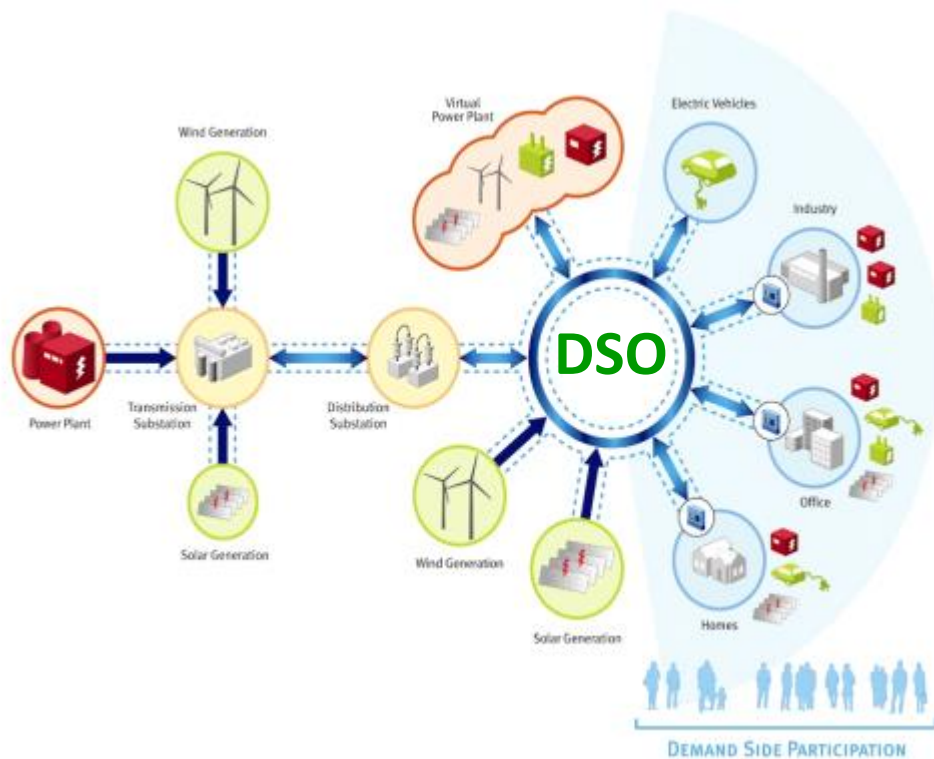 Virtual
Power Plant
Electric Vehicles
Wind Generation
Industry
DSO
Power Plant
Transmission
Substation
Distribution
Substation
Office
Solar Generation
Wind Generation
Solar Generation
Homes
DEMAND SIDE PARTICIPATION